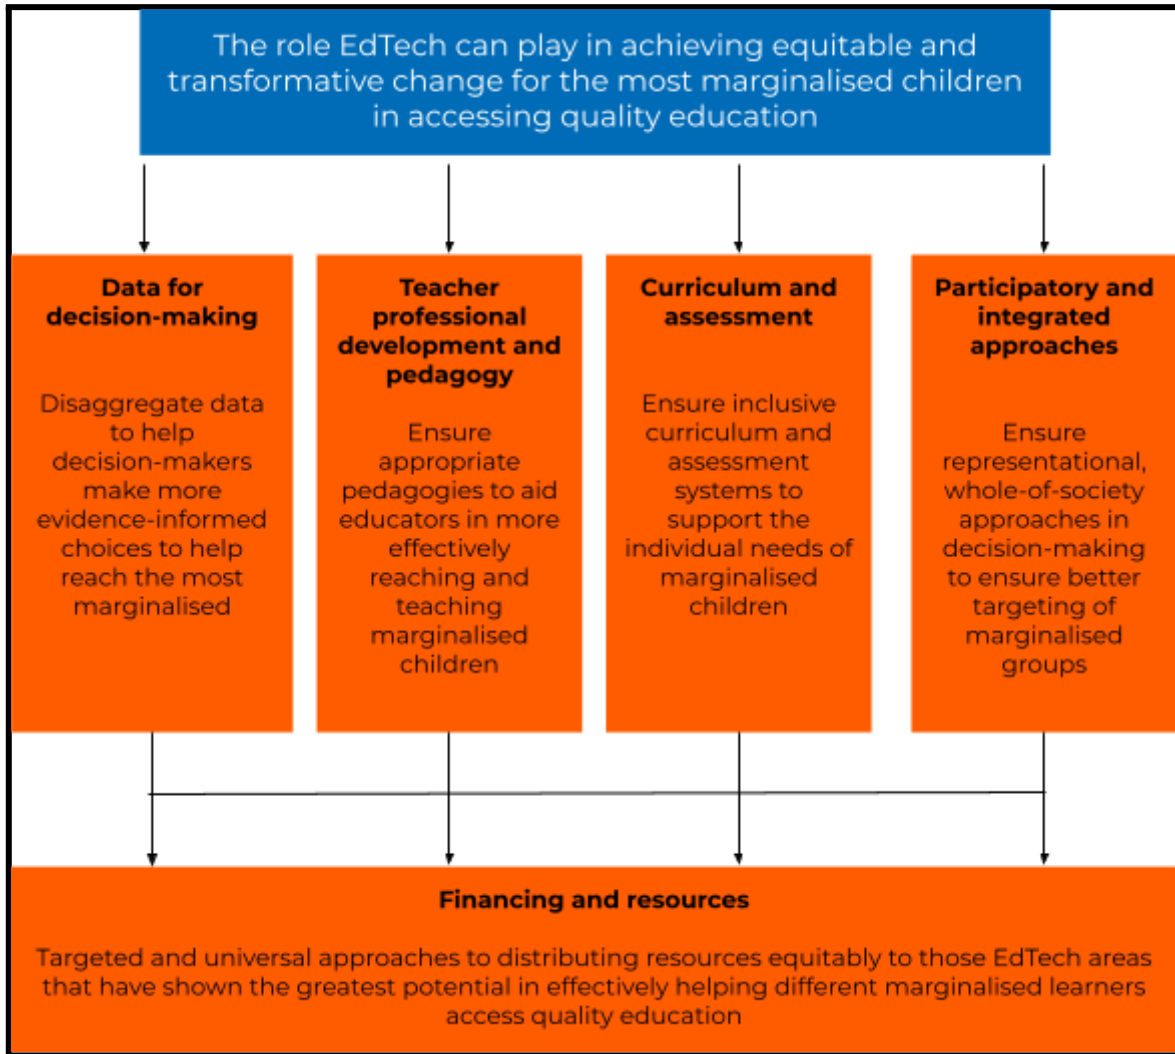 The role EdTech can play in achieving equitable and
transformative change for the most marginalised children
in accessing quality education
Data for
decision-making
Disaggregate data
to help
decision-makers
make more
evidence-informed
choices to help
reach the most
marginalised
Teacher
professional
development and
pedagogy
Ensure
appropriate
pedagogies to aid
educators in more
effectively
reaching and
teaching
marginalised
children
Curriculum and
assessment
Ensure inclusive
curriculum and
assessment
systems to
support the
individual needs of
marginalised
children
Participatory and
integrated
approaches
Ensure
representational,
whole-of-society
approaches in
decision-making
to ensure better
targeting of
marginalised
groups
Financing and resources
Targeted and universal approaches to distributing resources equitably to those EdTech areas
that have shown the greatest potential in effectively helping different marginalised learners
access quality education